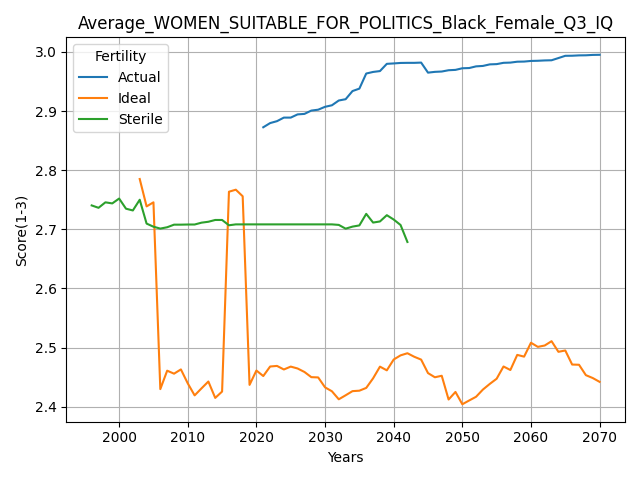 Average_WOMEN_SUITABLE_FOR_POLITICS_Black_Female_Q3_IQ
Fertility
Actual
Ideal
Sterile
Score(1-3)
3.0
2.9
2.8
2.7
2.6
2.5
2.4
2000 2010 2020 2030 2040 2050 2060 2070
Years